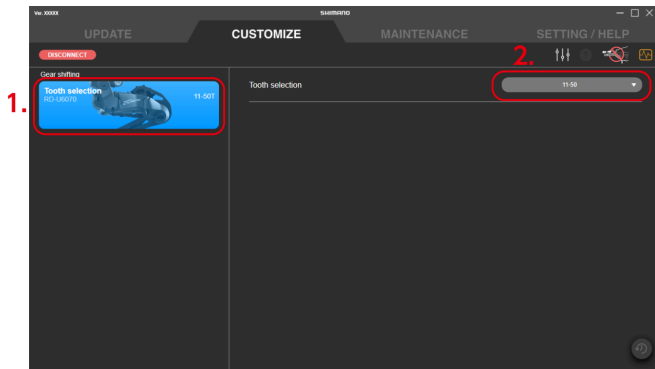 Ver. XXXXX
SHIMANO
UPDATE
CUSTOMIZE
MAINTENANCE
SETTING / HELP
DISCONNECT
2.
Gear shifting
1.
Tooth selection
RD-U6070
11-50T
Tooth selection
11-50